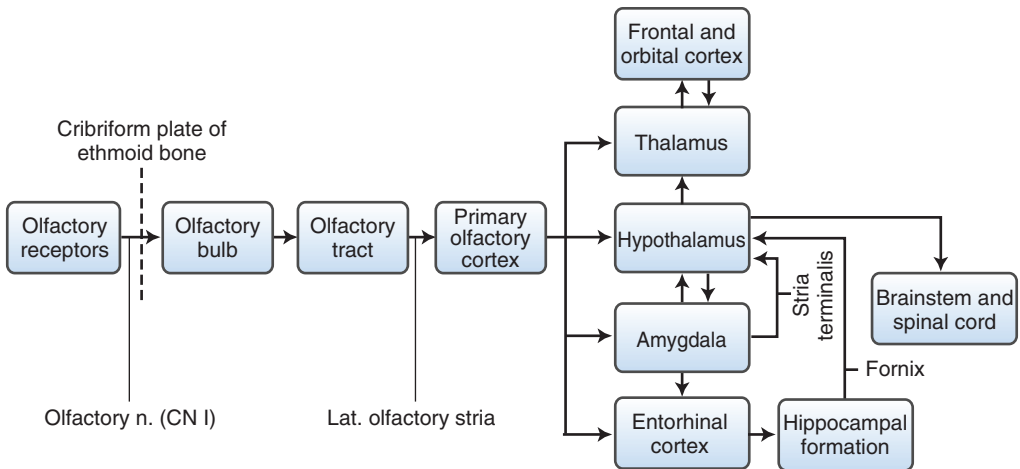 Frontal and
orbital cortex
Cribriform plate of
ethmoid bone
Thalamus
Olfactory
receptors
Olfactory
bulb
Olfactory
tract
Primary
olfactory
cortex
Hypothalamus
Stria
terminalis
Brainstem and
spinal cord
Amygdala
Fornix
Olfactory n. (CN I)
Lat. olfactory stria
Entorhinal
cortex
Hippocampal
formation